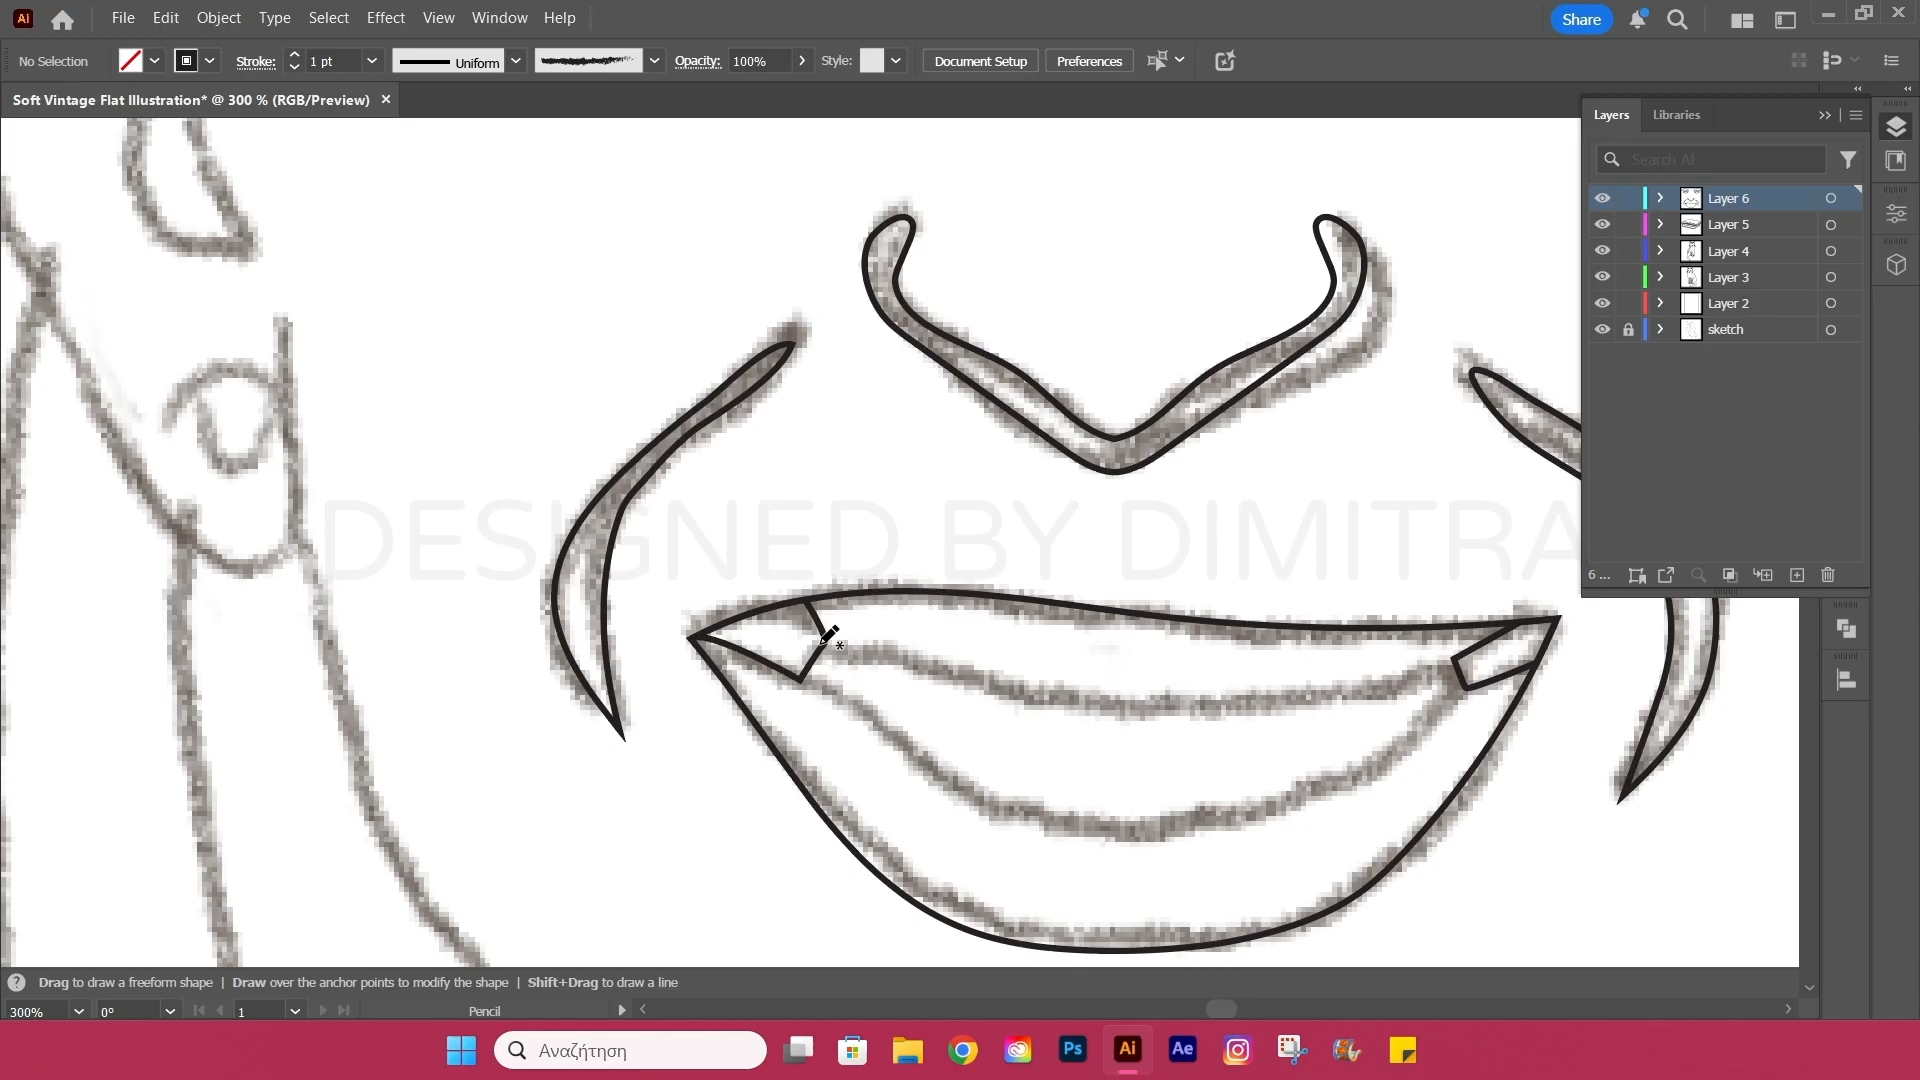 Ai
File Edit Object Type Select Effect View Window Help
Share
No Selection Stroke: 1 pt Uniform Opacity: 100% Style: Document Setup Preferences
Soft Vintage Flat Illustration* @ 300 % (RGB/Preview) ×
Layers Libraries
Search All
Layer 6
Layer 5
Layer 4
Layer 3
Layer 2
sketch
6 ...
DESIGNED BY DIMITRA
Drag to draw a freeform shape | Draw over the anchor points to modify the shape | Shift+Drag to draw a line
300% 0° 1 Pencil
Αναζήτηση
Ps Ai Ae